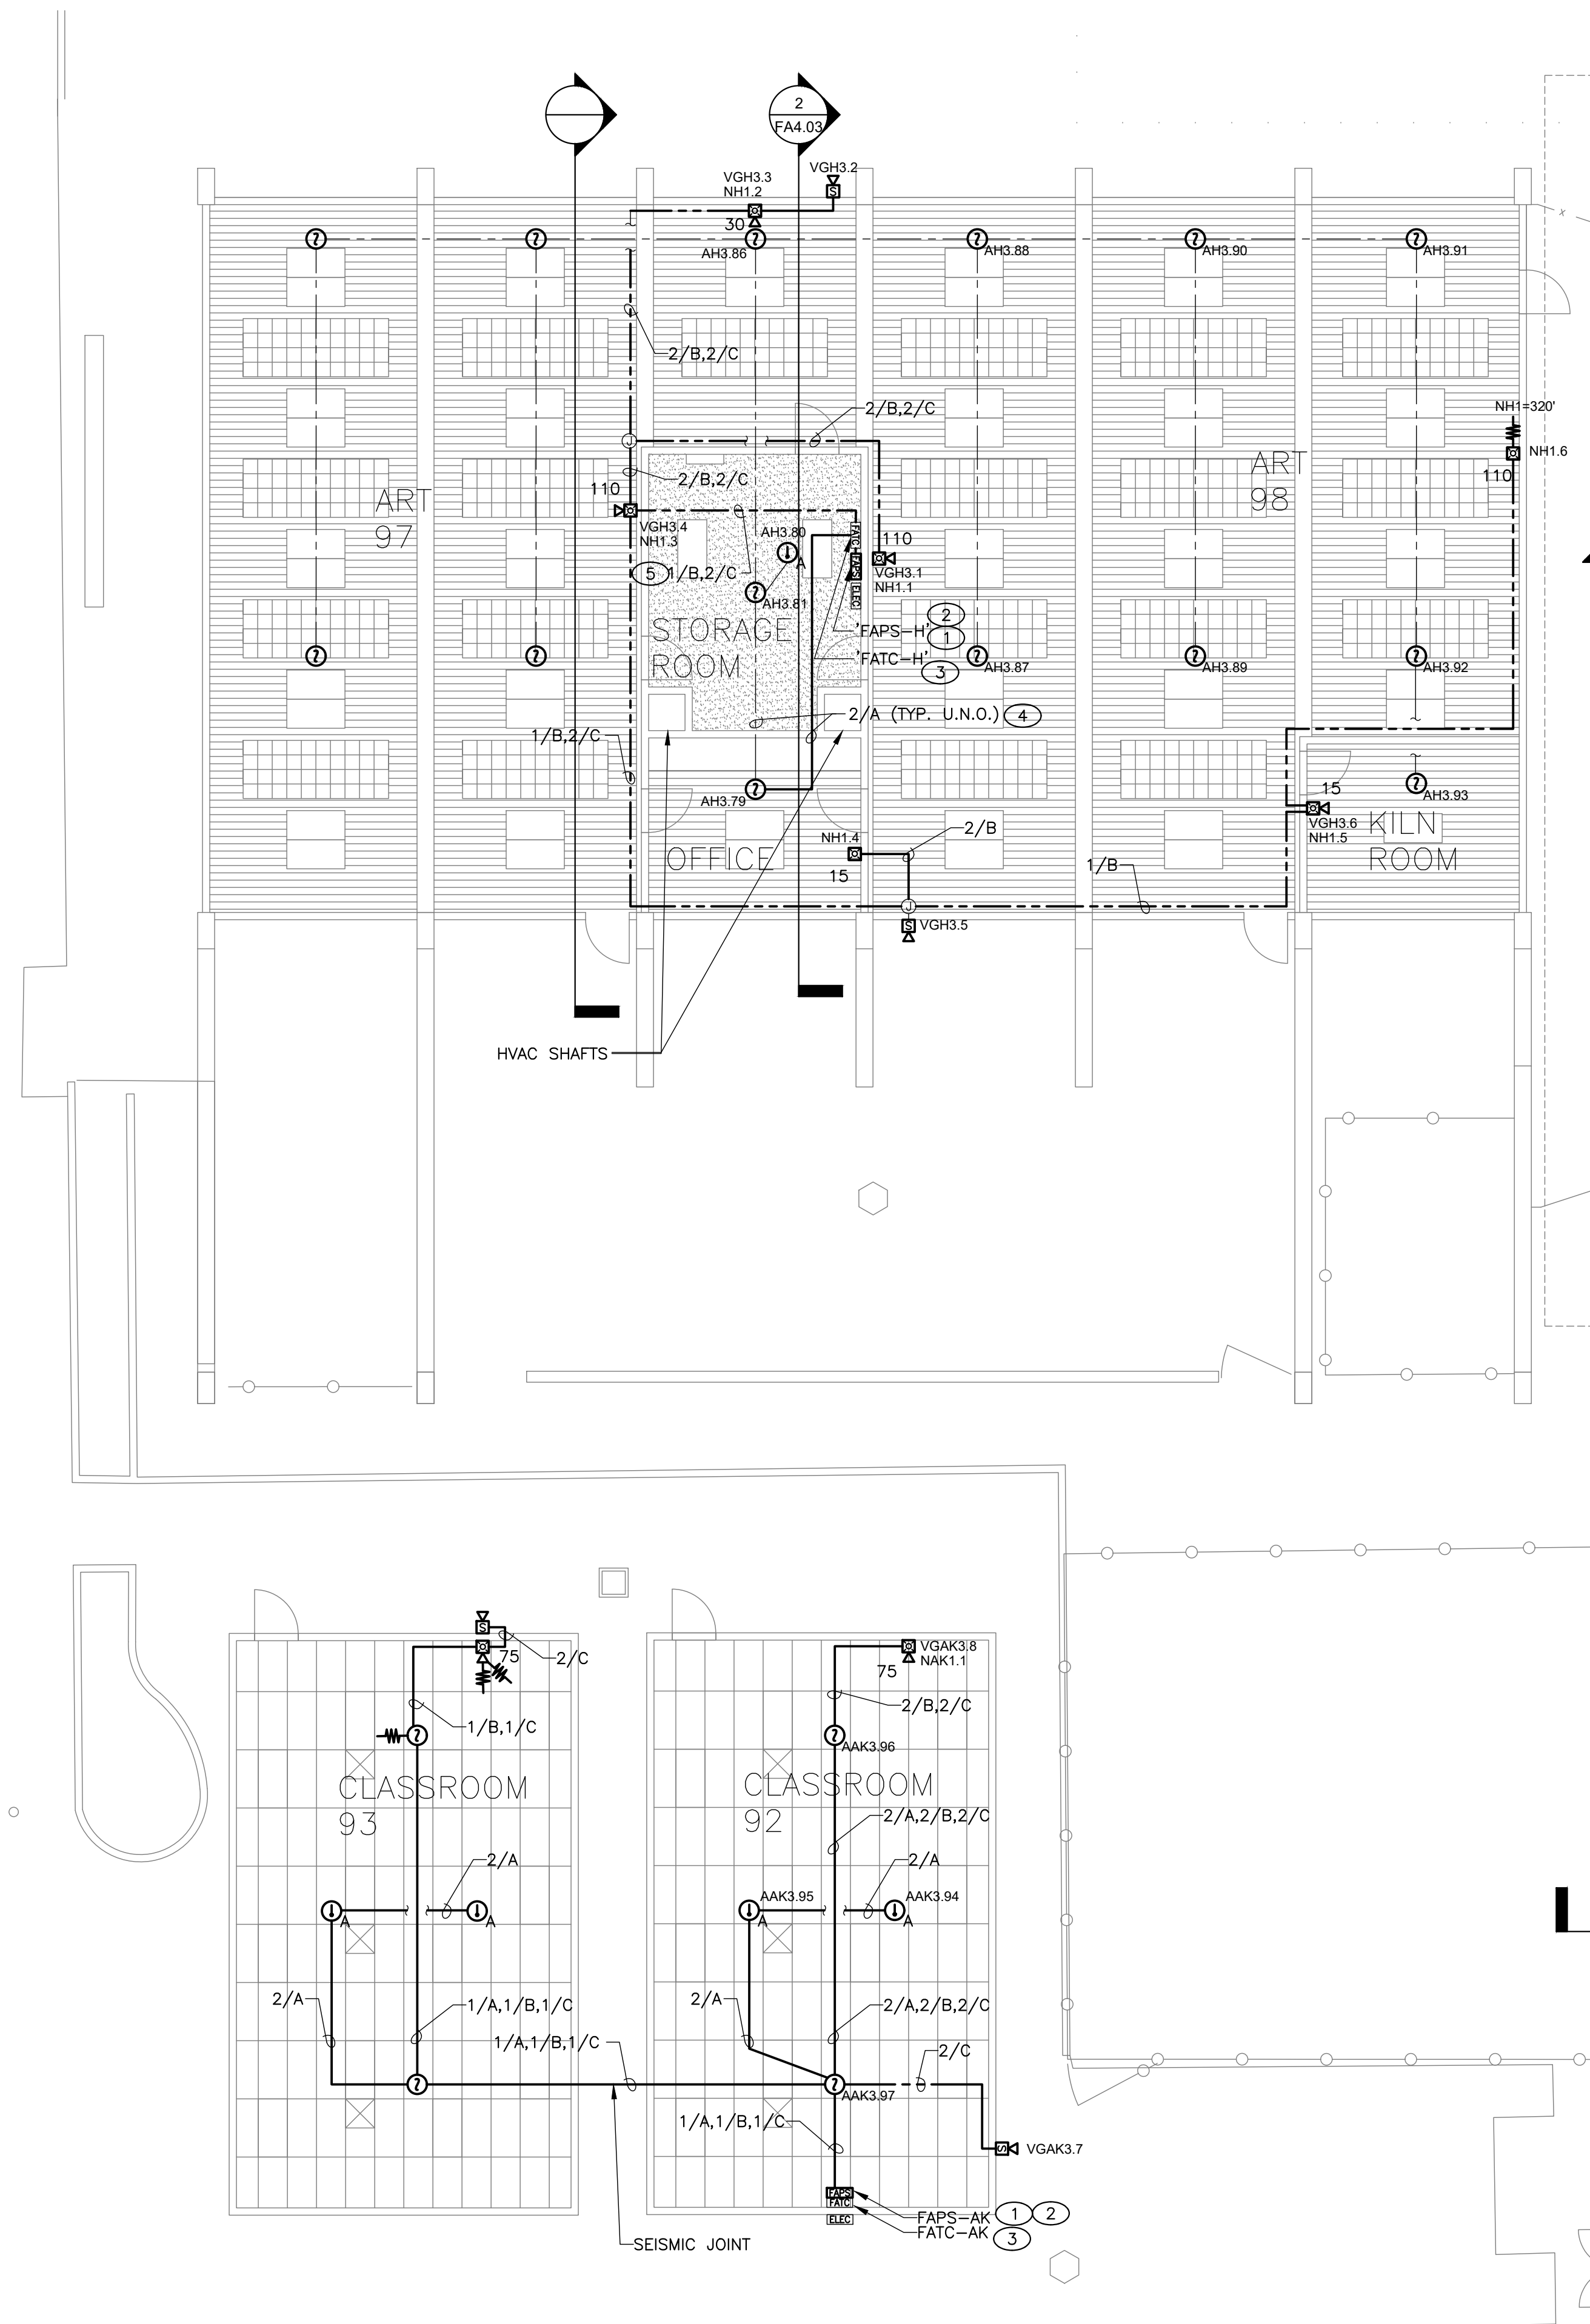 2
FA4.03
VGH3.2
VGH3.3
NH1.2
S
30
AH3.86
AH3.88
AH3.90
AH3.91
x
2/B,2/C
2/B,2/C
NH1=320'
NH1.6
110
J
2/B,2/C
ART
97
ART
98
110
VGH3.4
NH1.3
AH3.80
A
FATC
FAPS
ELEC
110
VGH3.1
NH1.1
5
1/B,2/C
AH3.81
STORAGE
ROOM
'FAPS-H'
2
1
'FATC-H'
3
AH3.87
AH3.89
AH3.92
2/A (TYP. U.N.O.)
4
1/B,2/C
AH3.79
AH3.93
15
VGH3.6
NH1.5
KILN
ROOM
NH1.4
15
OFFICE
2/B
1/B
J
S
VGH3.5
HVAC SHAFTS
S
75
2/C
VGAK3.8
NAK1.1
75
2/B,2/C
1/B,1/C
AAK3.96
CLASSROOM
93
CLASSROOM
92
2/A,2/B,2/C
2/A
2/A
A
A
AAK3.95
A
AAK3.94
A
2/A
1/A,1/B,1/C
2/A
2/A,2/B,2/C
1/A,1/B,1/C
2/C
AAK3.97
1/A,1/B,1/C
S
VGAK3.7
FAPS
FATC
ELEC
FAPS-AK
1
2
FATC-AK
3
SEISMIC JOINT